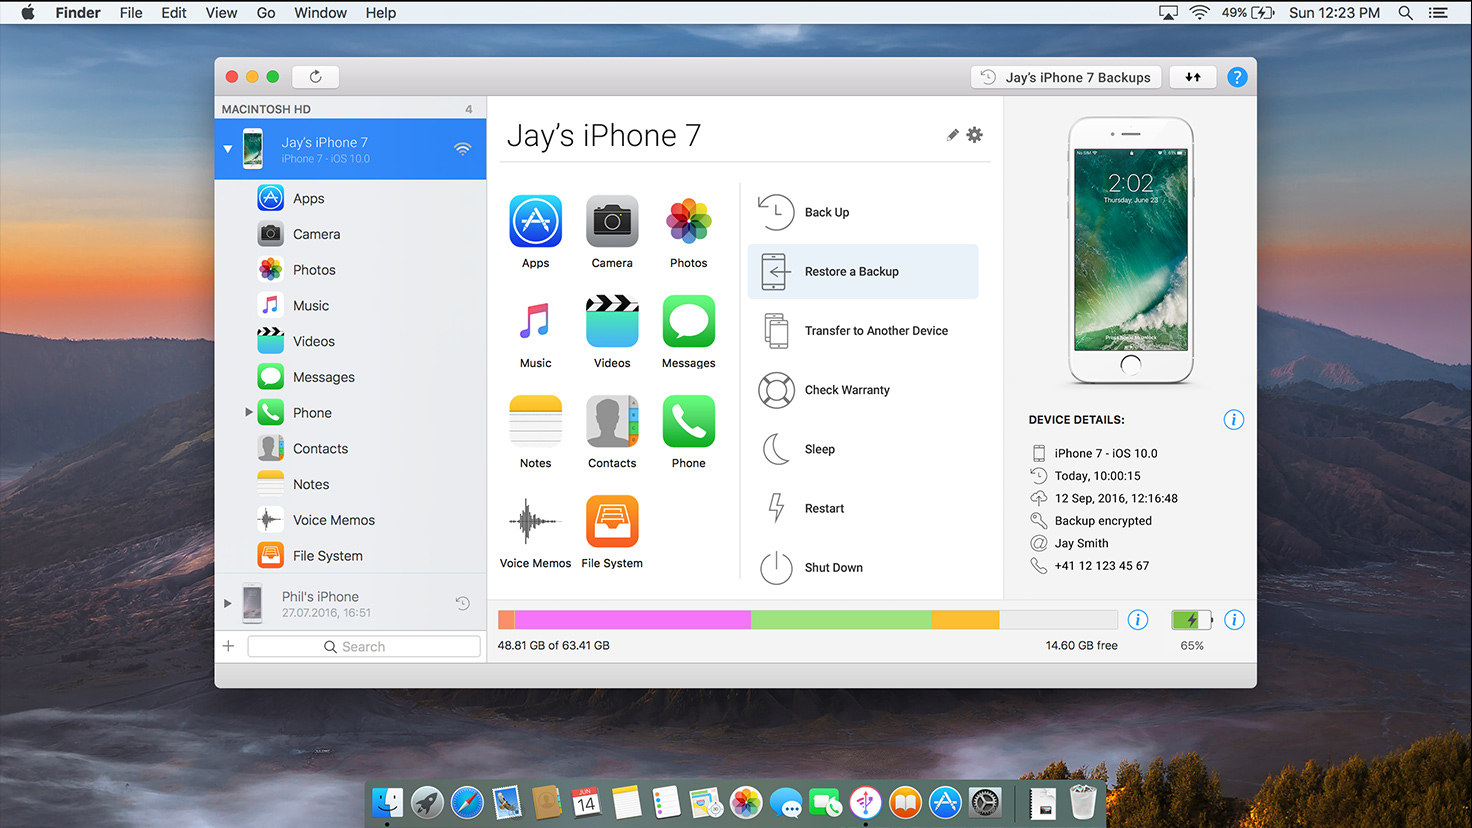 Finder File Edit View Go Window Help 49% Sun 12:23 PM
Jay's iPhone 7 Backups ?
MACINTOSH HD 4
Jay's iPhone 7
iPhone 7 - iOS 10.0
Apps
Camera
Photos
Music
Videos
Messages
Phone
Contacts
Notes
Voice Memos
File System
Phil's iPhone
27.07.2016, 16:51
Search
Jay's iPhone 7
Apps Camera Photos
Music Videos Messages
Notes Contacts Phone
Voice Memos File System
Back Up
Restore a Backup
Transfer to Another Device
Check Warranty
Sleep
Restart
Shut Down
48.81 GB of 63.41 GB
14.60 GB free
65%
No SIM
2:02
Thursday, June 23
DEVICE DETAILS:
iPhone 7 - iOS 10.0
Today, 10:00:15
12 Sep, 2016, 12:16:48
Backup encrypted
Jay Smith
+41 12 123 45 67
JUN
14